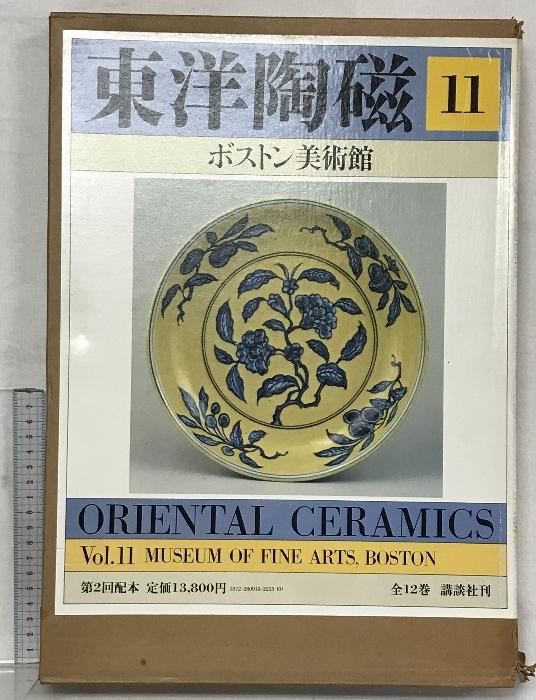 東洋陶磁 11
ボストン美術館
ORIENTAL CERAMICS
Vol.11 MUSEUM OF FINE ARTS, BOSTON
第2回配本 定価13,800円 全12巻 講談社刊